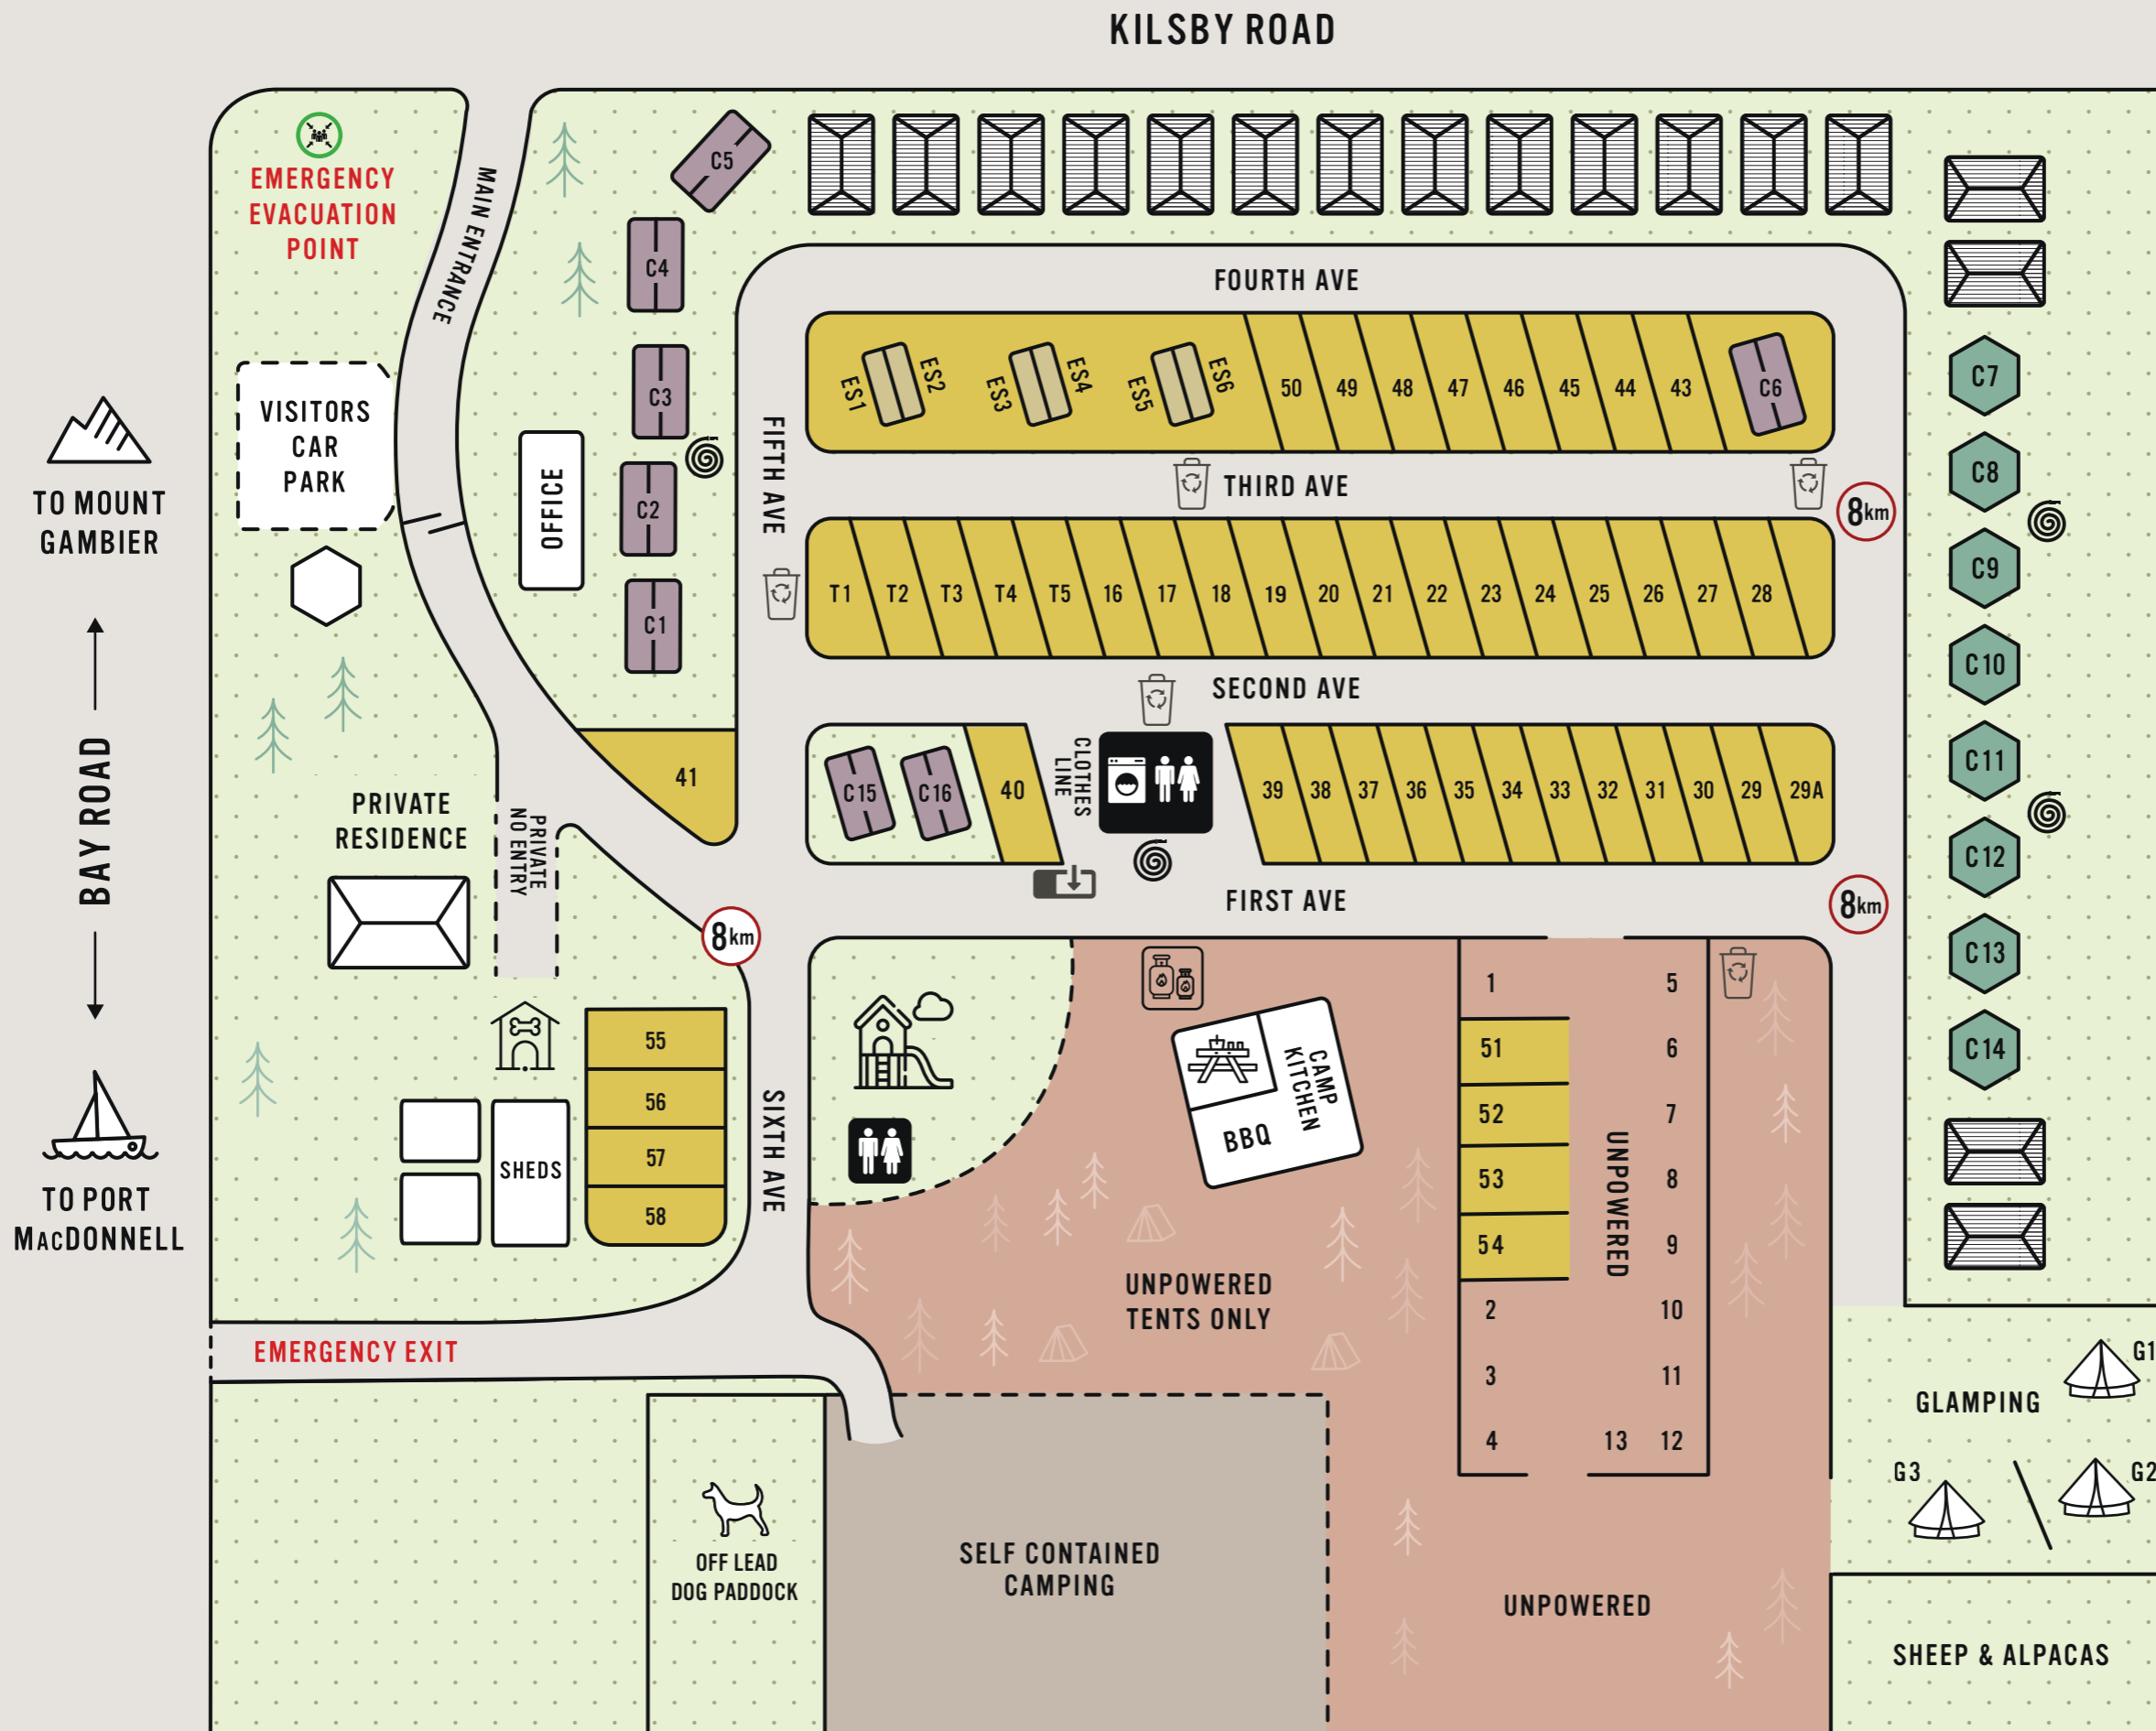 KILSBY ROAD
EMERGENCY
EVACUATION
POINT
MAIN ENTRANCE
VISITORS
CAR
PARK
TO MOUNT
GAMBIER
BAY ROAD
TO PORT
MACDONNELL
OFFICE
C5
C4
C3
C2
C1
41
FIFTH AVE
FOURTH AVE
ES1
ES2
ES3
ES4
ES5
ES6
50
49
48
47
46
45
44
43
C6
THIRD AVE
8km
T1
T2
T3
T4
T5
16
17
18
19
20
21
22
23
24
25
26
27
28
SECOND AVE
C15
C16
40
CLOTHES
LINE
39
38
37
36
35
34
33
32
31
30
29
29A
FIRST AVE
8km
C7
C8
C9
C10
C11
C12
C13
C14
PRIVATE
RESIDENCE
PRIVATE
NO ENTRY
8km
55
56
57
58
SHEDS
SIXTH AVE
CAMP
KITCHEN
BBQ
UNPOWERED
TENTS ONLY
1
51
52
53
54
2
3
4
UNPOWERED
5
6
7
8
9
10
11
13
12
EMERGENCY EXIT
OFF LEAD
DOG PADDOCK
SELF CONTAINED
CAMPING
UNPOWERED
GLAMPING
G1
G3
G2
SHEEP & ALPACAS